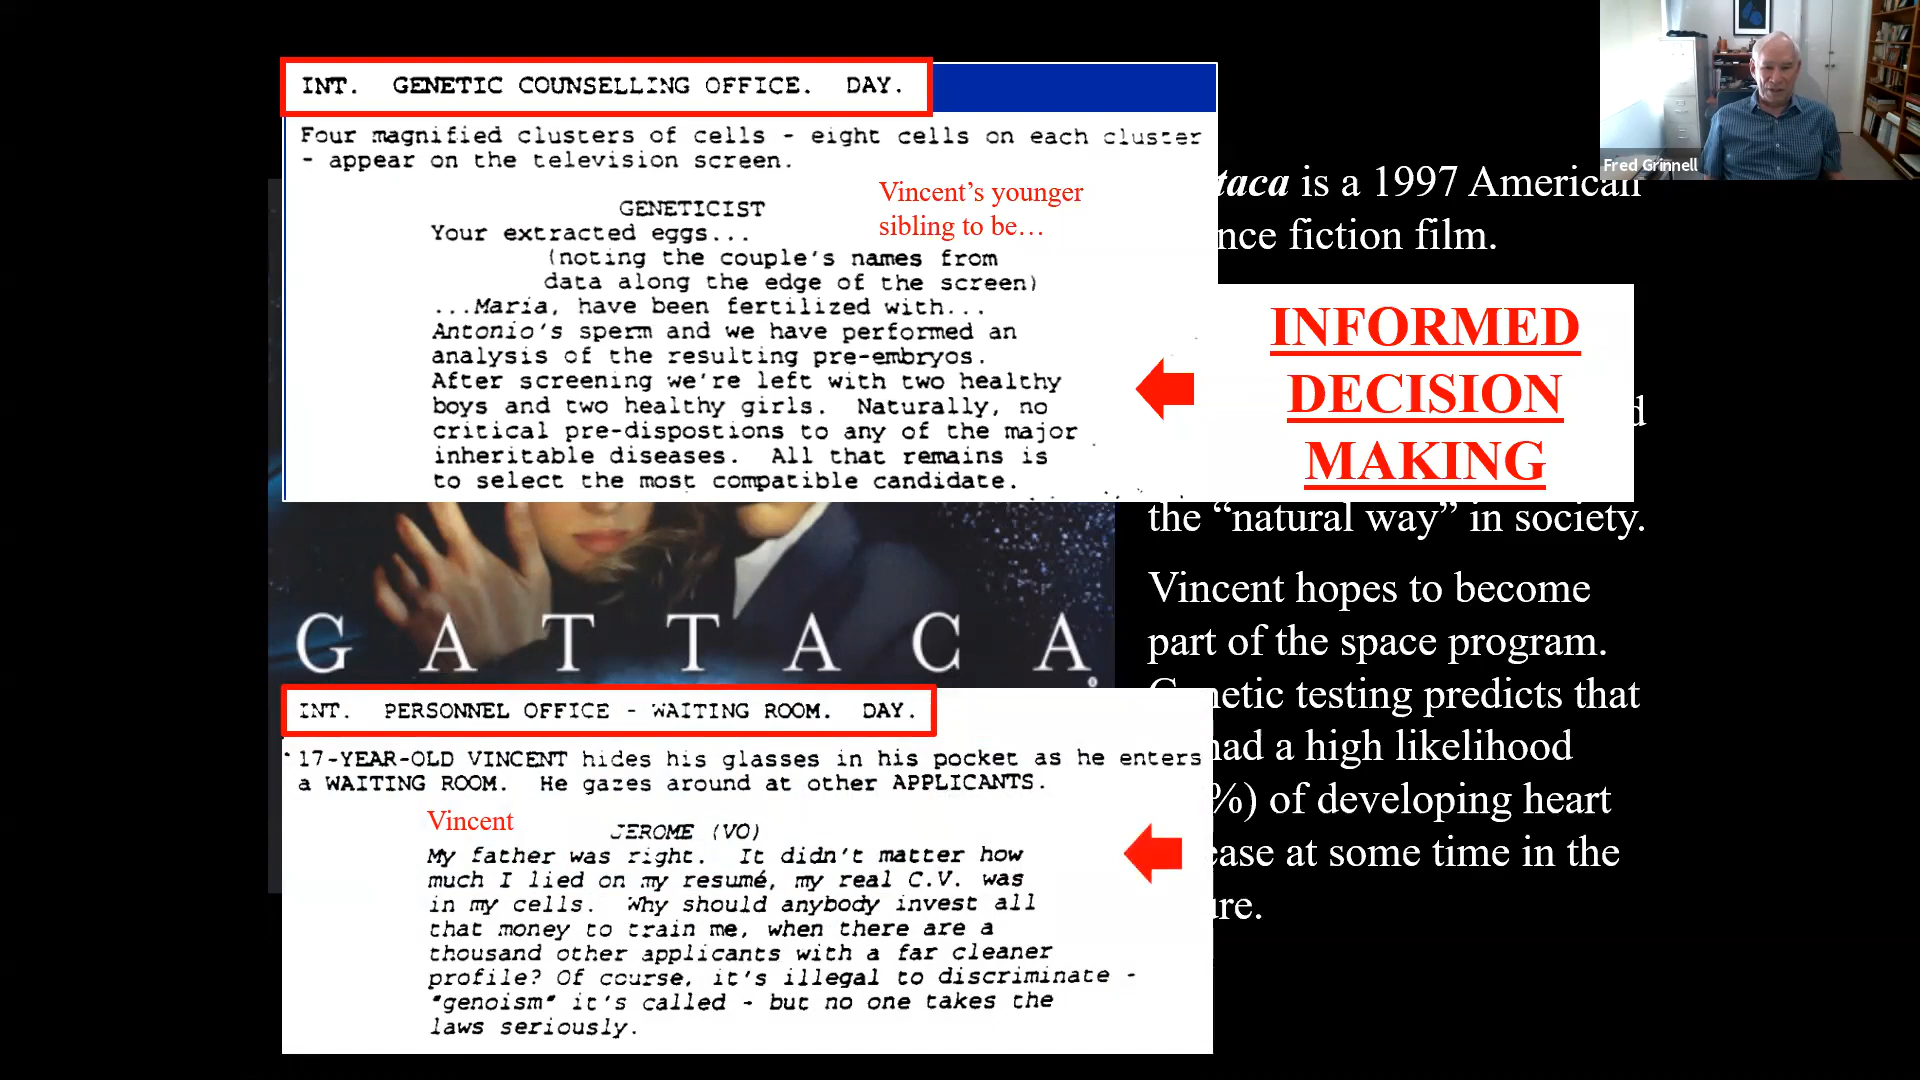 INT. GENETIC COUNSELLING OFFICE. DAY.
Four magnified clusters of cells - eight cells on each cluster
- appear on the television screen.
Vincent's younger
sibling to be…
GENETICIST
Your extracted eggs...
(noting the couple's names from
data along the edge of the screen)
...Maria, have been fertilized with...
Antonio's sperm and we have performed an
analysis of the resulting pre-embryos.
After screening we're left with two healthy
boys and two healthy girls. Naturally, no
critical pre-dispostions to any of the major
inheritable diseases. All that remains is
to select the most compatible candidate.
Fred Grinnell
taca is a 1997 American
nce fiction film.
INFORMED
DECISION
MAKING
the “natural way” in society.
Vincent hopes to become
part of the space program.
netic testing predicts that
had a high likelihood
%) of developing heart
ease at some time in the
ure.
GATTACA
INT. PERSONNEL OFFICE - WAITING ROOM. DAY.
17-YEAR-OLD VINCENT hides his glasses in his pocket as he enters
a WAITING ROOM. He gazes around at other APPLICANTS.
Vincent
JEROME (VO)
My father was right. It didn't matter how
much I lied on my resumé, my real C.V. was
in my cells. Why should anybody invest all
that money to train me, when there are a
thousand other applicants with a far cleaner
profile? Of course, it's illegal to discriminate -
"genoism" it's called - but no one takes the
laws seriously.